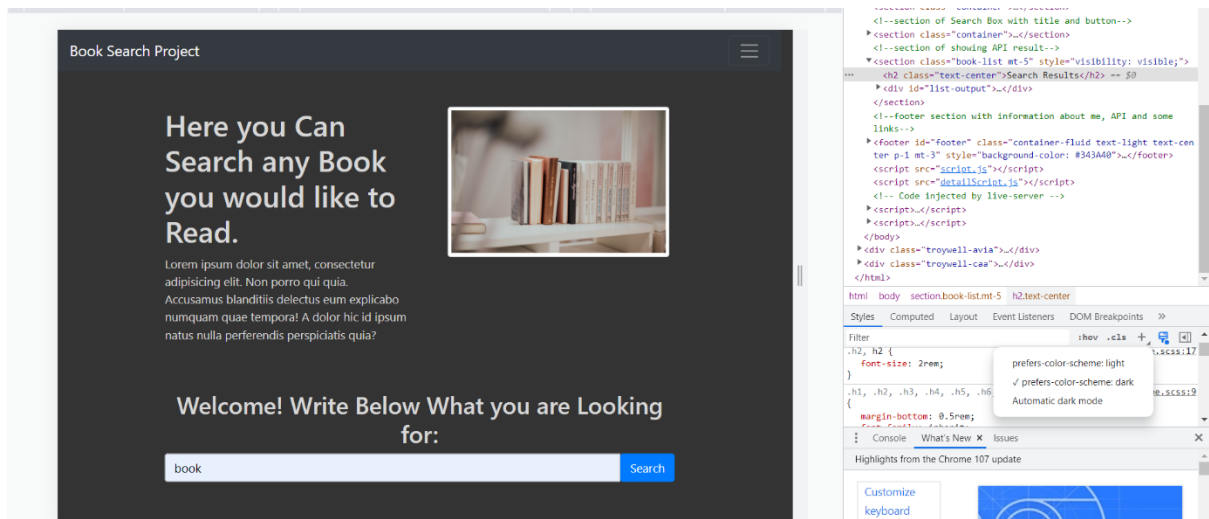 Book Search Project
Here you Can
Search any Book
you would like to
Read.
Lorem ipsum dolor sit amet, consectetur
adipisicing elit. Non porro qui quia.
Accusamus blanditiis delectus eum explicabo
numquam quae tempora! A dolor hic id ipsum
natus nulla perferendis perspiciatis quia?
Welcome! Write Below What you are Looking
for:
book
Search
<!--section of Search Box with title and button-->
<section class="container">…</section>
<!--section of showing API result-->
<section class="book-list mt-5" style="visibility: visible;">
<h2 class="text-center">Search Results</h2> == $0
<div id="list-output">…</div>
</section>
<!--footer section with information about me, API and some
links-->
<footer id="footer" class="container-fluid text-light text-cen
ter p-1 mt-3" style="background-color: #343A40">…</footer>
<script src="script.js"></script>
<script src="detailScript.js"></script>
<!-- Code injected by live-server -->
<script>…</script>
<script>…</script>
</body>
<div class="troywell-avia">…</div>
<div class="troywell-caa">…</div>
</html>
html body section.book-list.mt-5 h2.text-center
Styles Computed Layout Event Listeners DOM Breakpoints »
Filter :hov .cls +
.h2, h2 { e.scss:17
font-size: 2rem;
}
prefers-color-scheme: light
✓ prefers-color-scheme: dark
Automatic dark mode
.h1, .h2, .h3, .h4, .h5, .h6 e.scss:9
{
margin-bottom: 0.5rem;
Console What's New × Issues
Highlights from the Chrome 107 update
Customize
keyboard